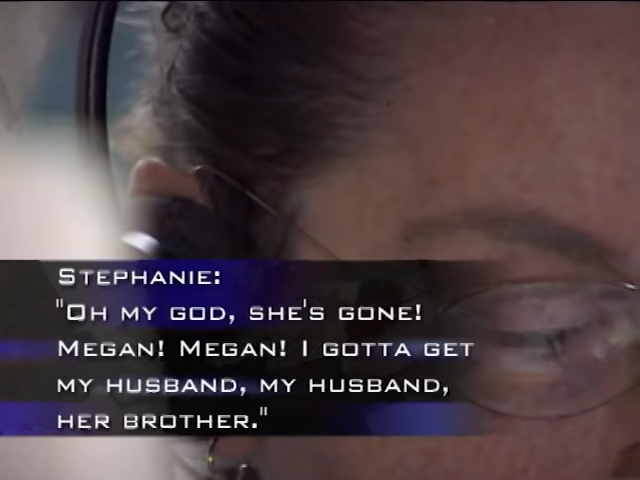 STEPHANIE:
"OH MY GOD, SHE'S GONE!
MEGAN! MEGAN! I GOTTA GET
MY HUSBAND, MY HUSBAND,
HER BROTHER."